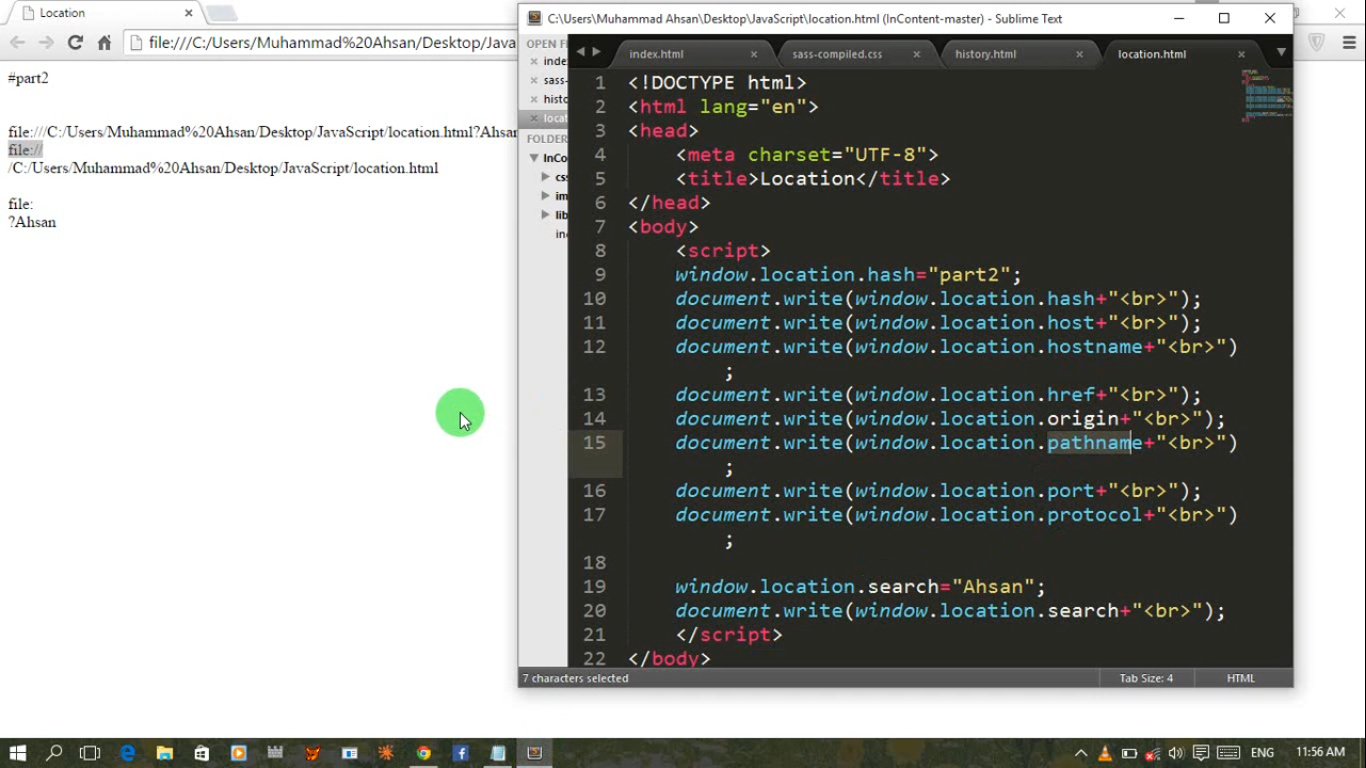 Location
file:///C:/Users/Muhammad%20Ahsan/Desktop/Java
#part2
file:///C:/Users/Muhammad%20Ahsan/Desktop/JavaScript/location.html?Ahsan
file://
/C:/Users/Muhammad%20Ahsan/Desktop/JavaScript/location.html
file:
?Ahsan
C:\Users\Muhammad Ahsan\Desktop\JavaScript\location.html (InContent-master) - Sublime Text
OPEN FI
inde
sass-
histo
locat
FOLDER
InCo
css
im
lib
in
index.html
sass-compiled.css
history.html
location.html
1 <!DOCTYPE html>
2 <html lang="en">
3 <head>
4 <meta charset="UTF-8">
5 <title>Location</title>
6 </head>
7 <body>
8 <script>
9 window.location.hash="part2";
10 document.write(window.location.hash+"<br>");
11 document.write(window.location.host+"<br>");
12 document.write(window.location.hostname+"<br>")
;
13 document.write(window.location.href+"<br>");
14 document.write(window.location.origin+"<br>");
15 document.write(window.location.pathname+"<br>")
;
16 document.write(window.location.port+"<br>");
17 document.write(window.location.protocol+"<br>")
;
18
19 window.location.search="Ahsan";
20 document.write(window.location.search+"<br>");
21 </script>
22 </body>
7 characters selected
Tab Size: 4
HTML
ENG
11:56 AM